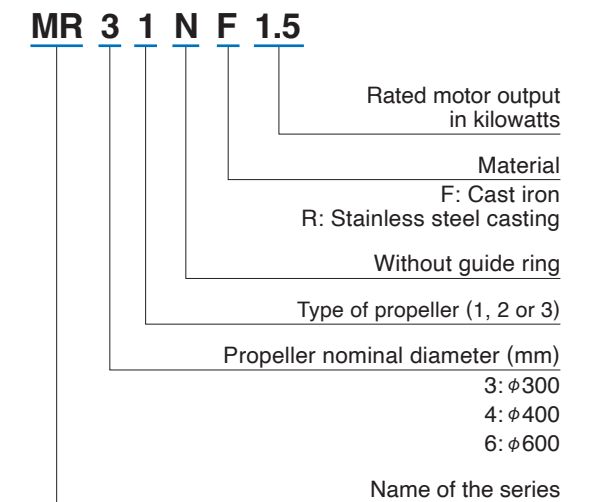 MR 3 1 N F 1.5
Rated motor output
in kilowatts
Material
F: Cast iron
R: Stainless steel casting
Without guide ring
Type of propeller (1, 2 or 3)
Propeller nominal diameter (mm)
3: φ300
4: φ400
6: φ600
Name of the series